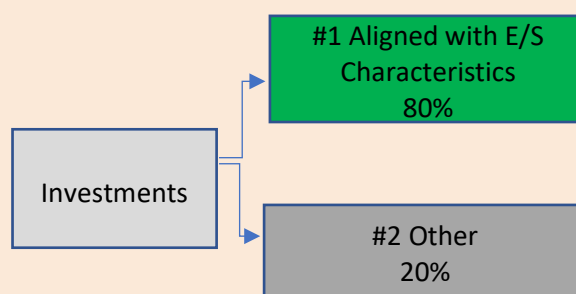 #1 Aligned with E/S
Characteristics
80%
Investments
#2 Other
20%